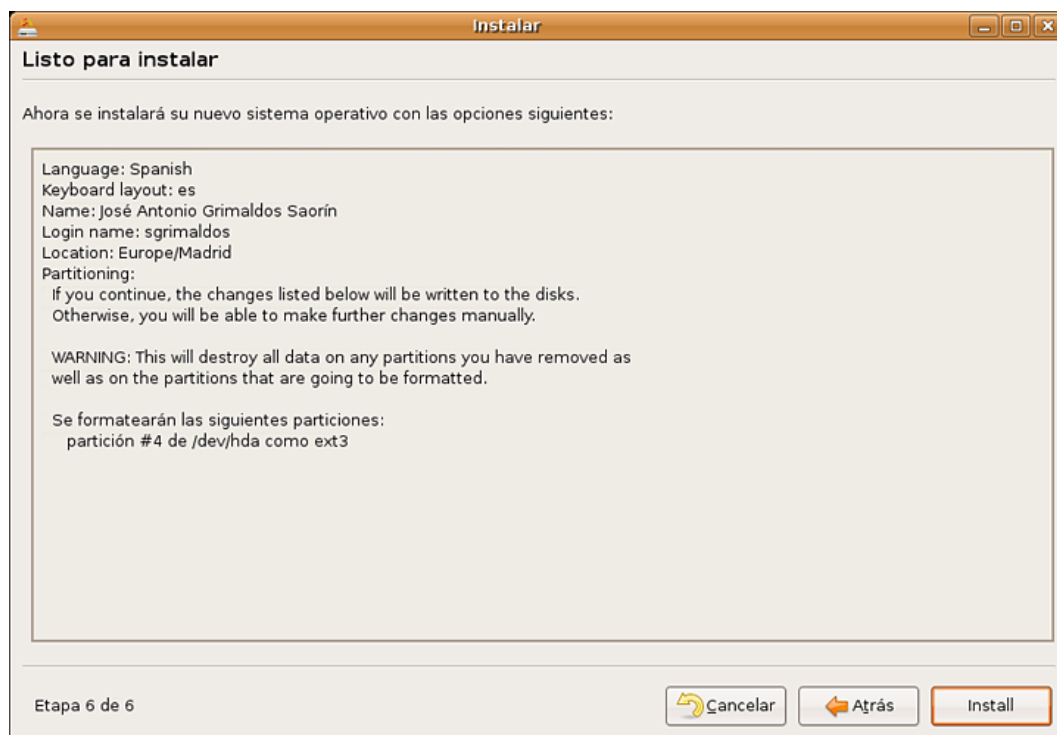 Instalar
Listo para instalar
Ahora se instalará su nuevo sistema operativo con las opciones siguientes:
Language: Spanish
Keyboard layout: es
Name: José Antonio Grimaldos Saorín
Login name: sgrimaldos
Location: Europe/Madrid
Partitioning:
If you continue, the changes listed below will be written to the disks.
Otherwise, you will be able to make further changes manually.
WARNING: This will destroy all data on any partitions you have removed as
well as on the partitions that are going to be formatted.
Se formatearán las siguientes particiones:
partición #4 de /dev/hda como ext3
Etapa 6 de 6
Cancelar
Atrás
Install